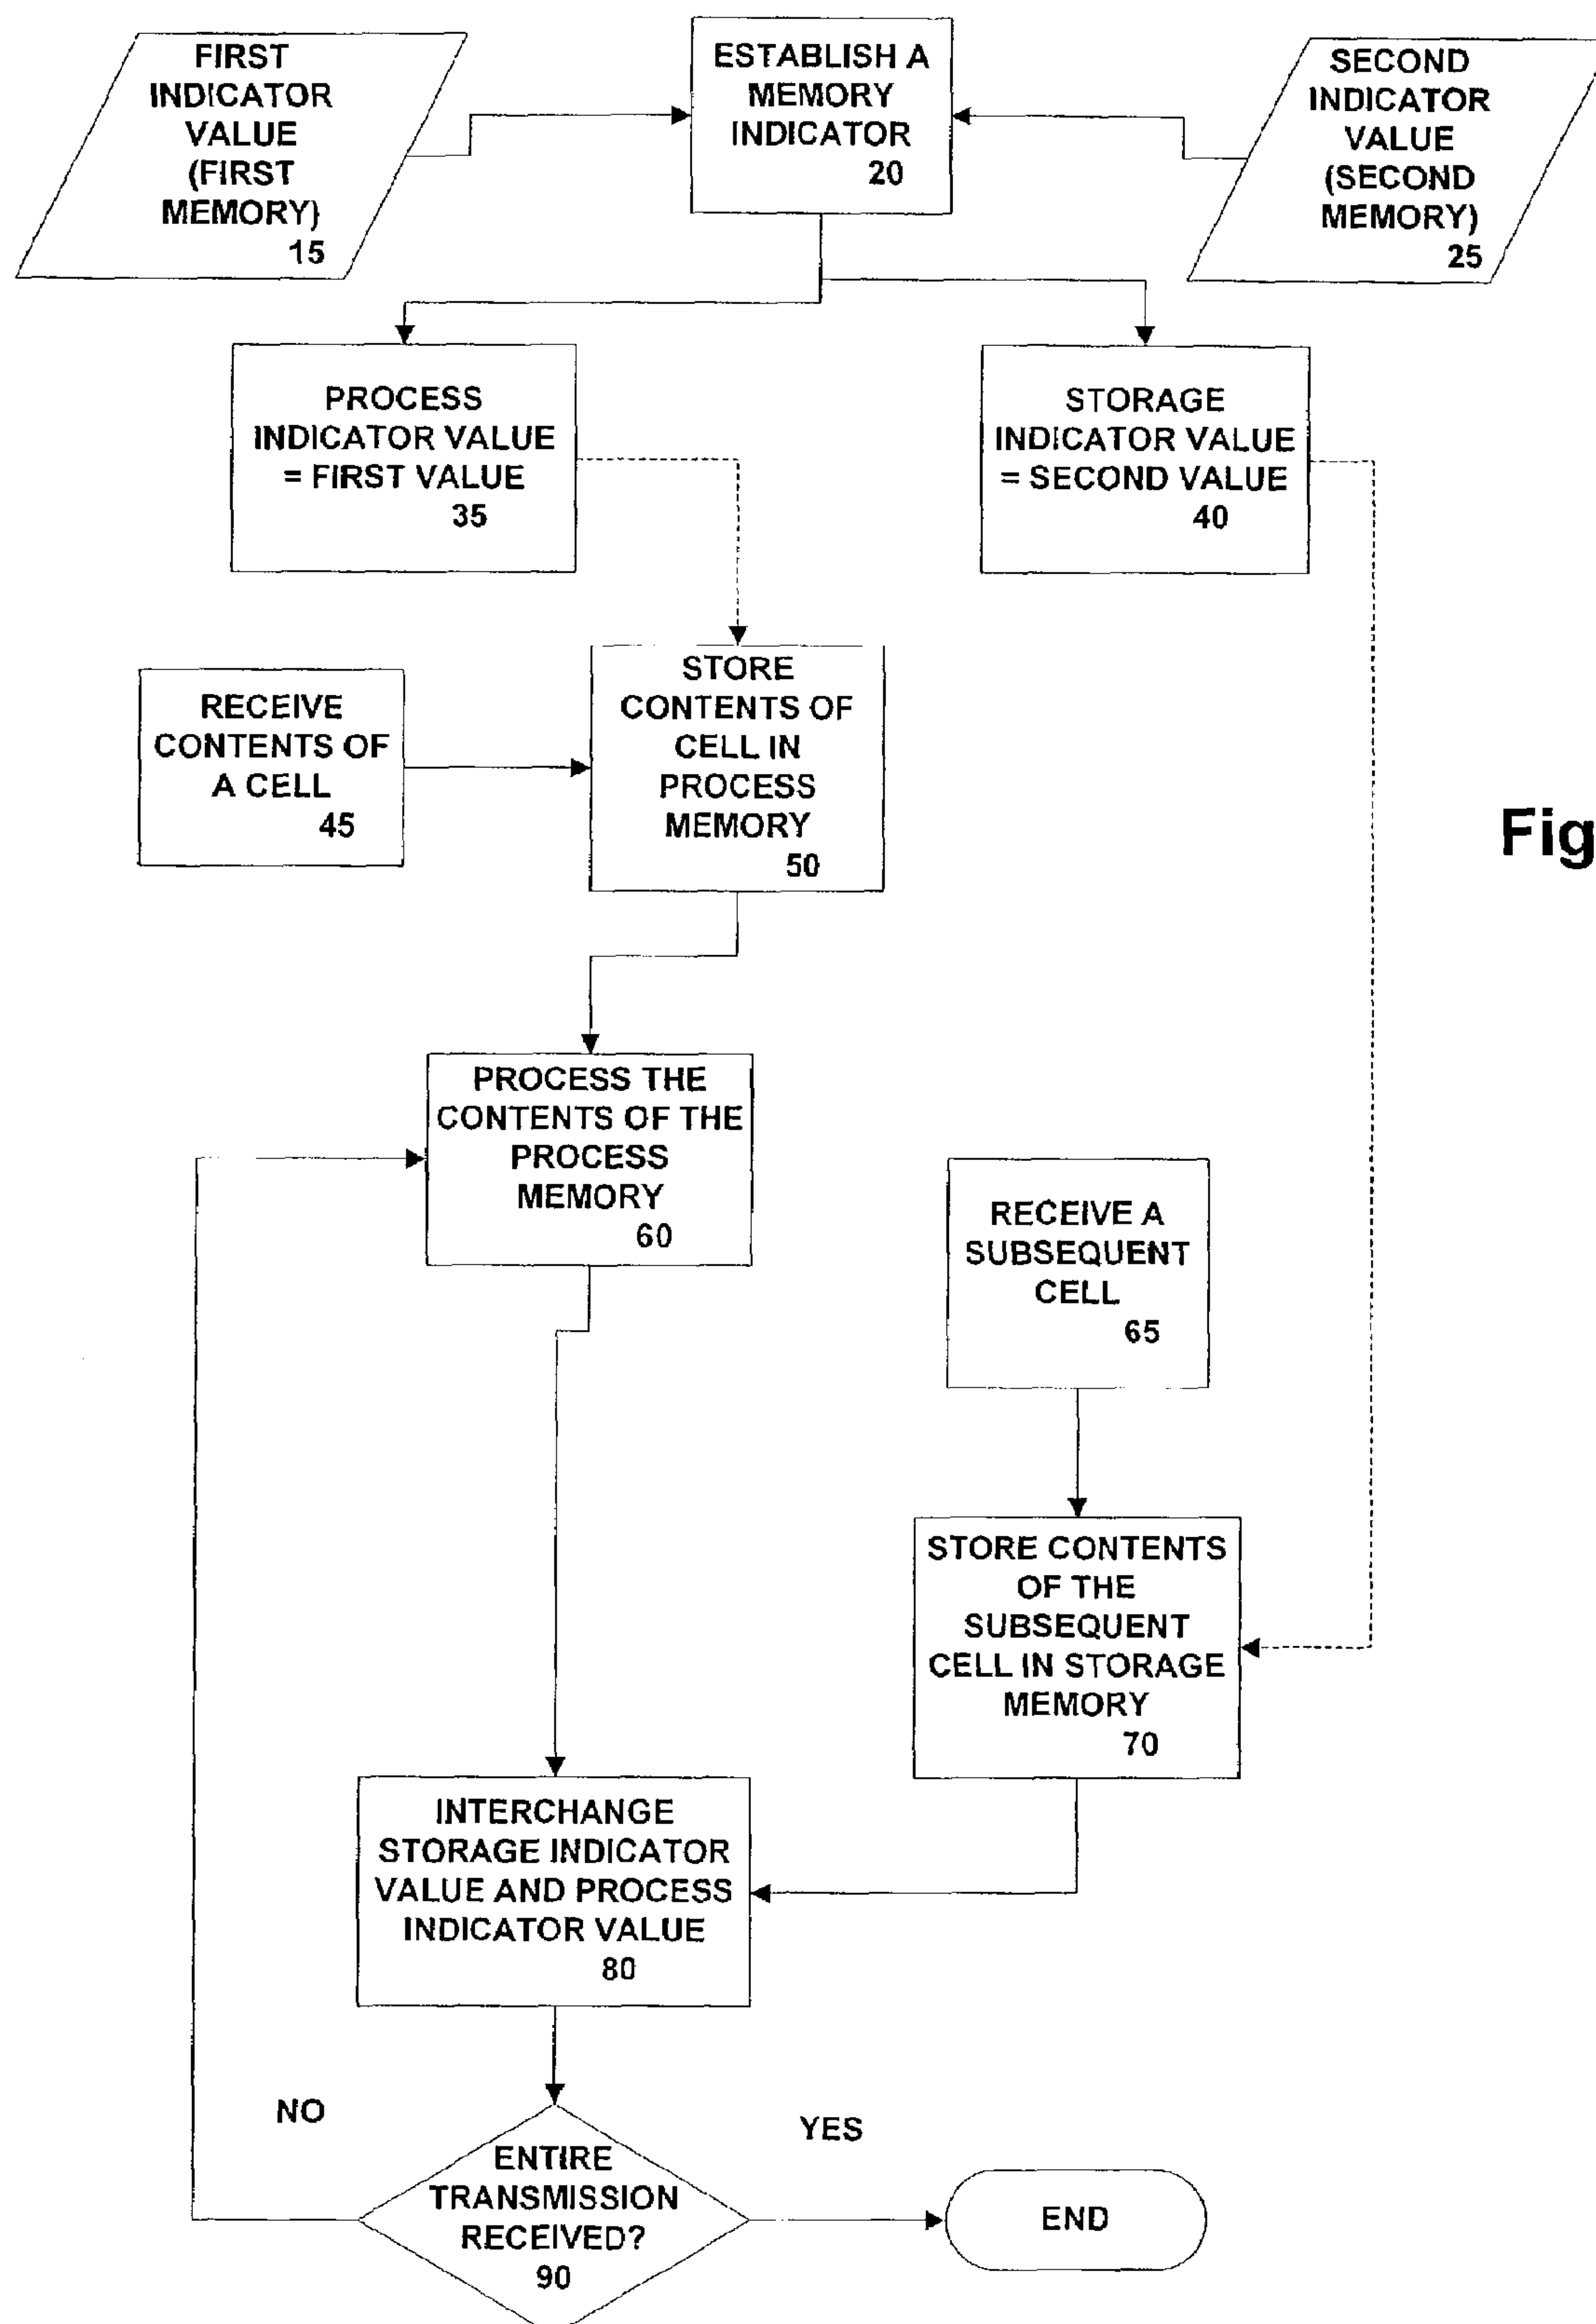 FIRST
INDICATOR
VALUE
(FIRST
MEMORY)
15
ESTABLISH A
MEMORY
INDICATOR
20
SECOND
INDICATOR
VALUE
(SECOND
MEMORY)
25
PROCESS
INDICATOR VALUE
= FIRST VALUE
35
STORAGE
INDICATOR VALUE
= SECOND VALUE
40
RECEIVE
CONTENTS OF
A CELL
45
STORE
CONTENTS OF
CELL IN
PROCESS
MEMORY
50
Fig
PROCESS THE
CONTENTS OF THE
PROCESS
MEMORY
60
RECEIVE A
SUBSEQUENT
CELL
65
STORE CONTENTS
OF THE
SUBSEQUENT
CELL IN STORAGE
MEMORY
70
INTERCHANGE
STORAGE INDICATOR
VALUE AND PROCESS
INDICATOR VALUE
80
NO
YES
ENTIRE
TRANSMISSION
RECEIVED?
90
END